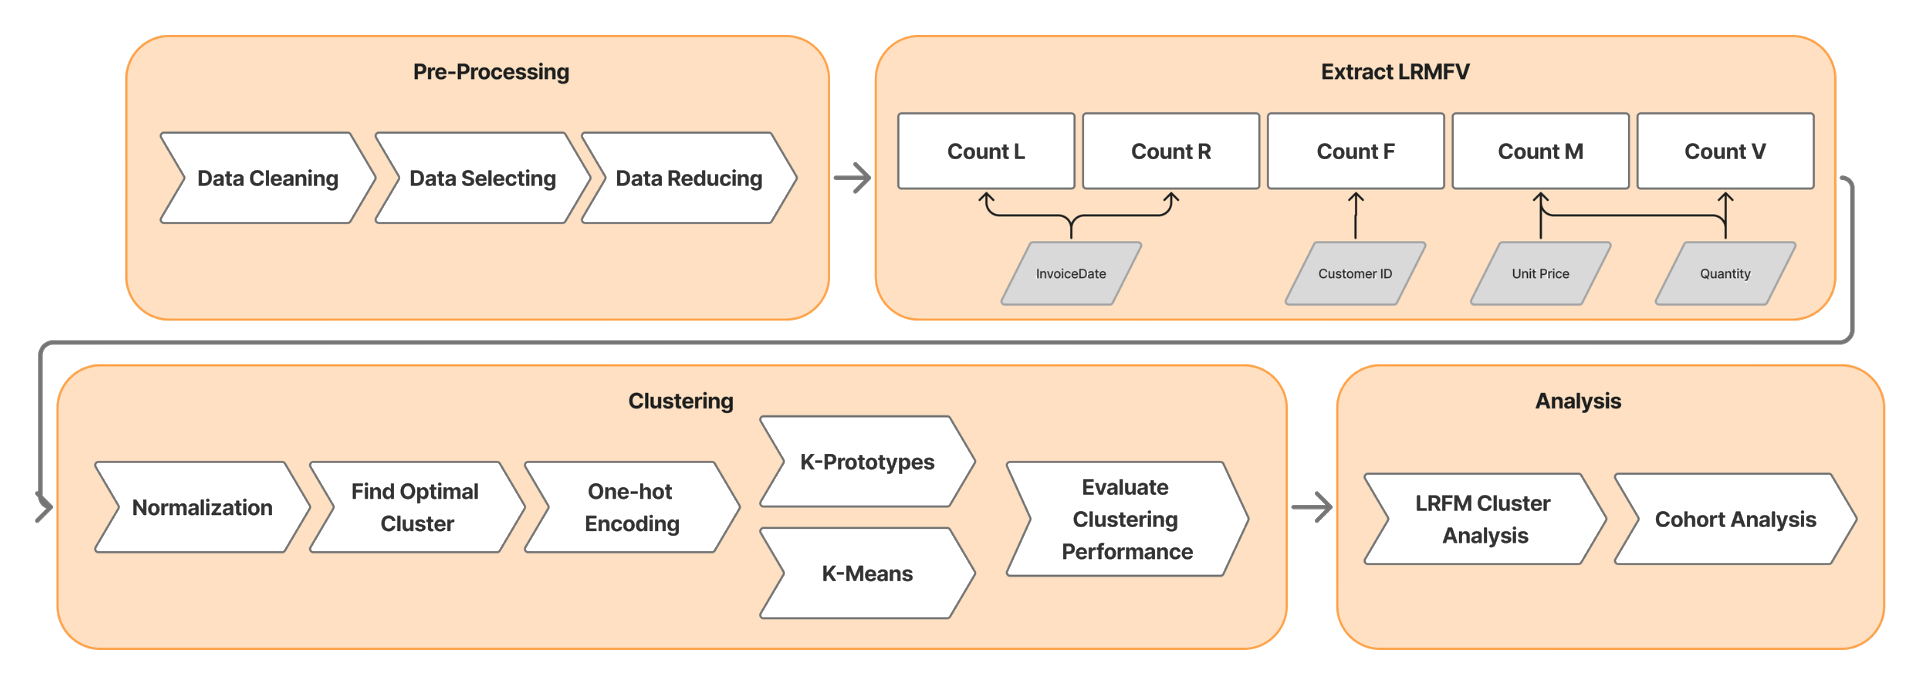 Pre-Processing
Data Cleaning
Data Selecting
Data Reducing
Extract LRMFV
Count L
Count R
Count F
Count M
Count V
InvoiceDate
Customer ID
Unit Price
Quantity
Clustering
Normalization
Find Optimal
Cluster
One-hot
Encoding
K-Prototypes
K-Means
Evaluate
Clustering
Performance
Analysis
LRFM Cluster
Analysis
Cohort Analysis